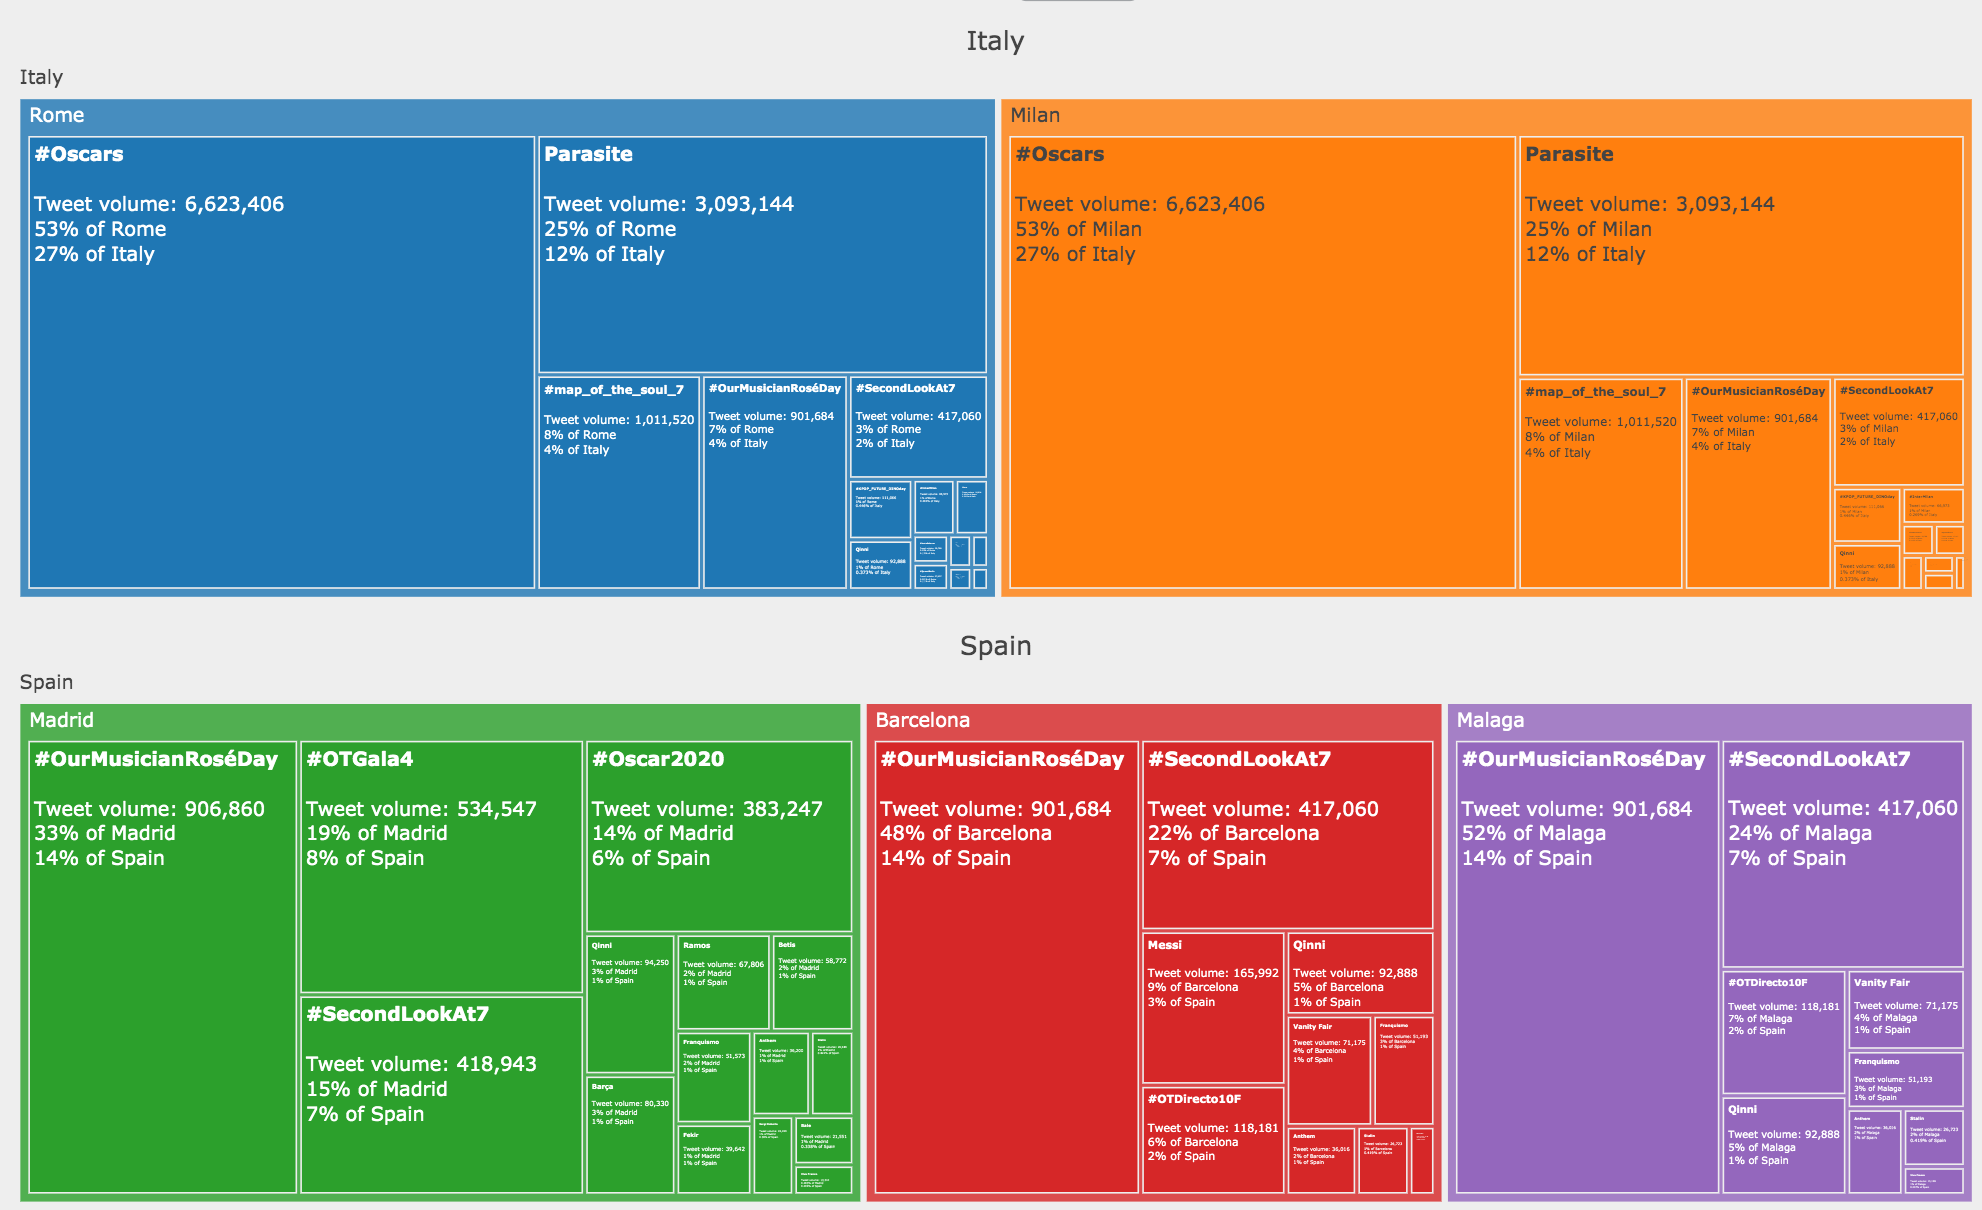 Italy
Italy
Rome
#Oscars
Tweet volume: 6,623,406
53% of Rome
27% of Italy
Parasite
Tweet volume: 3,093,144
25% of Rome
12% of Italy
#map_of_the_soul_7
Tweet volume: 1,011,520
8% of Rome
4% of Italy
#OurMusicianRoséDay
Tweet volume: 901,684
7% of Rome
4% of Italy
#SecondLookAt7
Tweet volume: 417,060
3% of Rome
2% of Italy
#KPOP_FUTURE_DINOday
1% of Rome
Qinni
Tweet volume: 92,888
1% of Rome
0.373% of Italy
Milan
#Oscars
Tweet volume: 6,623,406
53% of Milan
27% of Italy
Parasite
Tweet volume: 3,093,144
25% of Milan
12% of Italy
#map_of_the_soul_7
Tweet volume: 1,011,520
8% of Milan
4% of Italy
#OurMusicianRoséDay
Tweet volume: 901,684
7% of Milan
4% of Italy
#SecondLookAt7
Tweet volume: 417,060
3% of Milan
2% of Italy
#KPOP_FUTURE_DINOday
1% of Milan
#InterMilan
Qinni
Tweet volume: 92,888
1% of Milan
0.373% of Italy
Spain
Spain
Madrid
#OurMusicianRoséDay
Tweet volume: 906,860
33% of Madrid
14% of Spain
#OTGala4
Tweet volume: 534,547
19% of Madrid
8% of Spain
#Oscar2020
Tweet volume: 383,247
14% of Madrid
6% of Spain
#SecondLookAt7
Tweet volume: 418,943
15% of Madrid
7% of Spain
Qinni
Tweet volume: 94,250
3% of Madrid
1% of Spain
Ramos
Tweet volume: 67,806
2% of Madrid
1% of Spain
Betis
Tweet volume: 58,772
2% of Madrid
1% of Spain
Barça
Tweet volume: 80,330
3% of Madrid
1% of Spain
Franquismo
Tweet volume: 51,573
2% of Madrid
1% of Spain
Anthem
Tweet volume: 36,202
1% of Madrid
1% of Spain
Fekir
Tweet volume: 39,642
1% of Madrid
1% of Spain
Bale
Tweet volume: 21,551
1% of Madrid
0.338% of Spain
Barcelona
#OurMusicianRoséDay
Tweet volume: 901,684
48% of Barcelona
14% of Spain
#SecondLookAt7
Tweet volume: 417,060
22% of Barcelona
7% of Spain
Messi
Tweet volume: 165,992
9% of Barcelona
3% of Spain
Qinni
Tweet volume: 92,888
5% of Barcelona
1% of Spain
#OTDirecto10F
Tweet volume: 118,181
6% of Barcelona
2% of Spain
Vanity Fair
Tweet volume: 71,175
4% of Barcelona
1% of Spain
Franquismo
Tweet volume: 51,193
3% of Barcelona
1% of Spain
Anthem
Tweet volume: 36,016
2% of Barcelona
1% of Spain
Stalin
Tweet volume: 26,723
0.419% of Spain
Malaga
#OurMusicianRoséDay
Tweet volume: 901,684
52% of Malaga
14% of Spain
#SecondLookAt7
Tweet volume: 417,060
24% of Malaga
7% of Spain
#OTDirecto10F
Tweet volume: 118,181
7% of Malaga
2% of Spain
Vanity Fair
Tweet volume: 71,175
4% of Malaga
1% of Spain
Franquismo
Tweet volume: 51,193
3% of Malaga
1% of Spain
Qinni
Tweet volume: 92,888
5% of Malaga
1% of Spain
Anthem
Tweet volume: 36,016
2% of Malaga
1% of Spain
Stalin
Tweet volume: 26,723
2% of Malaga
0.419% of Spain